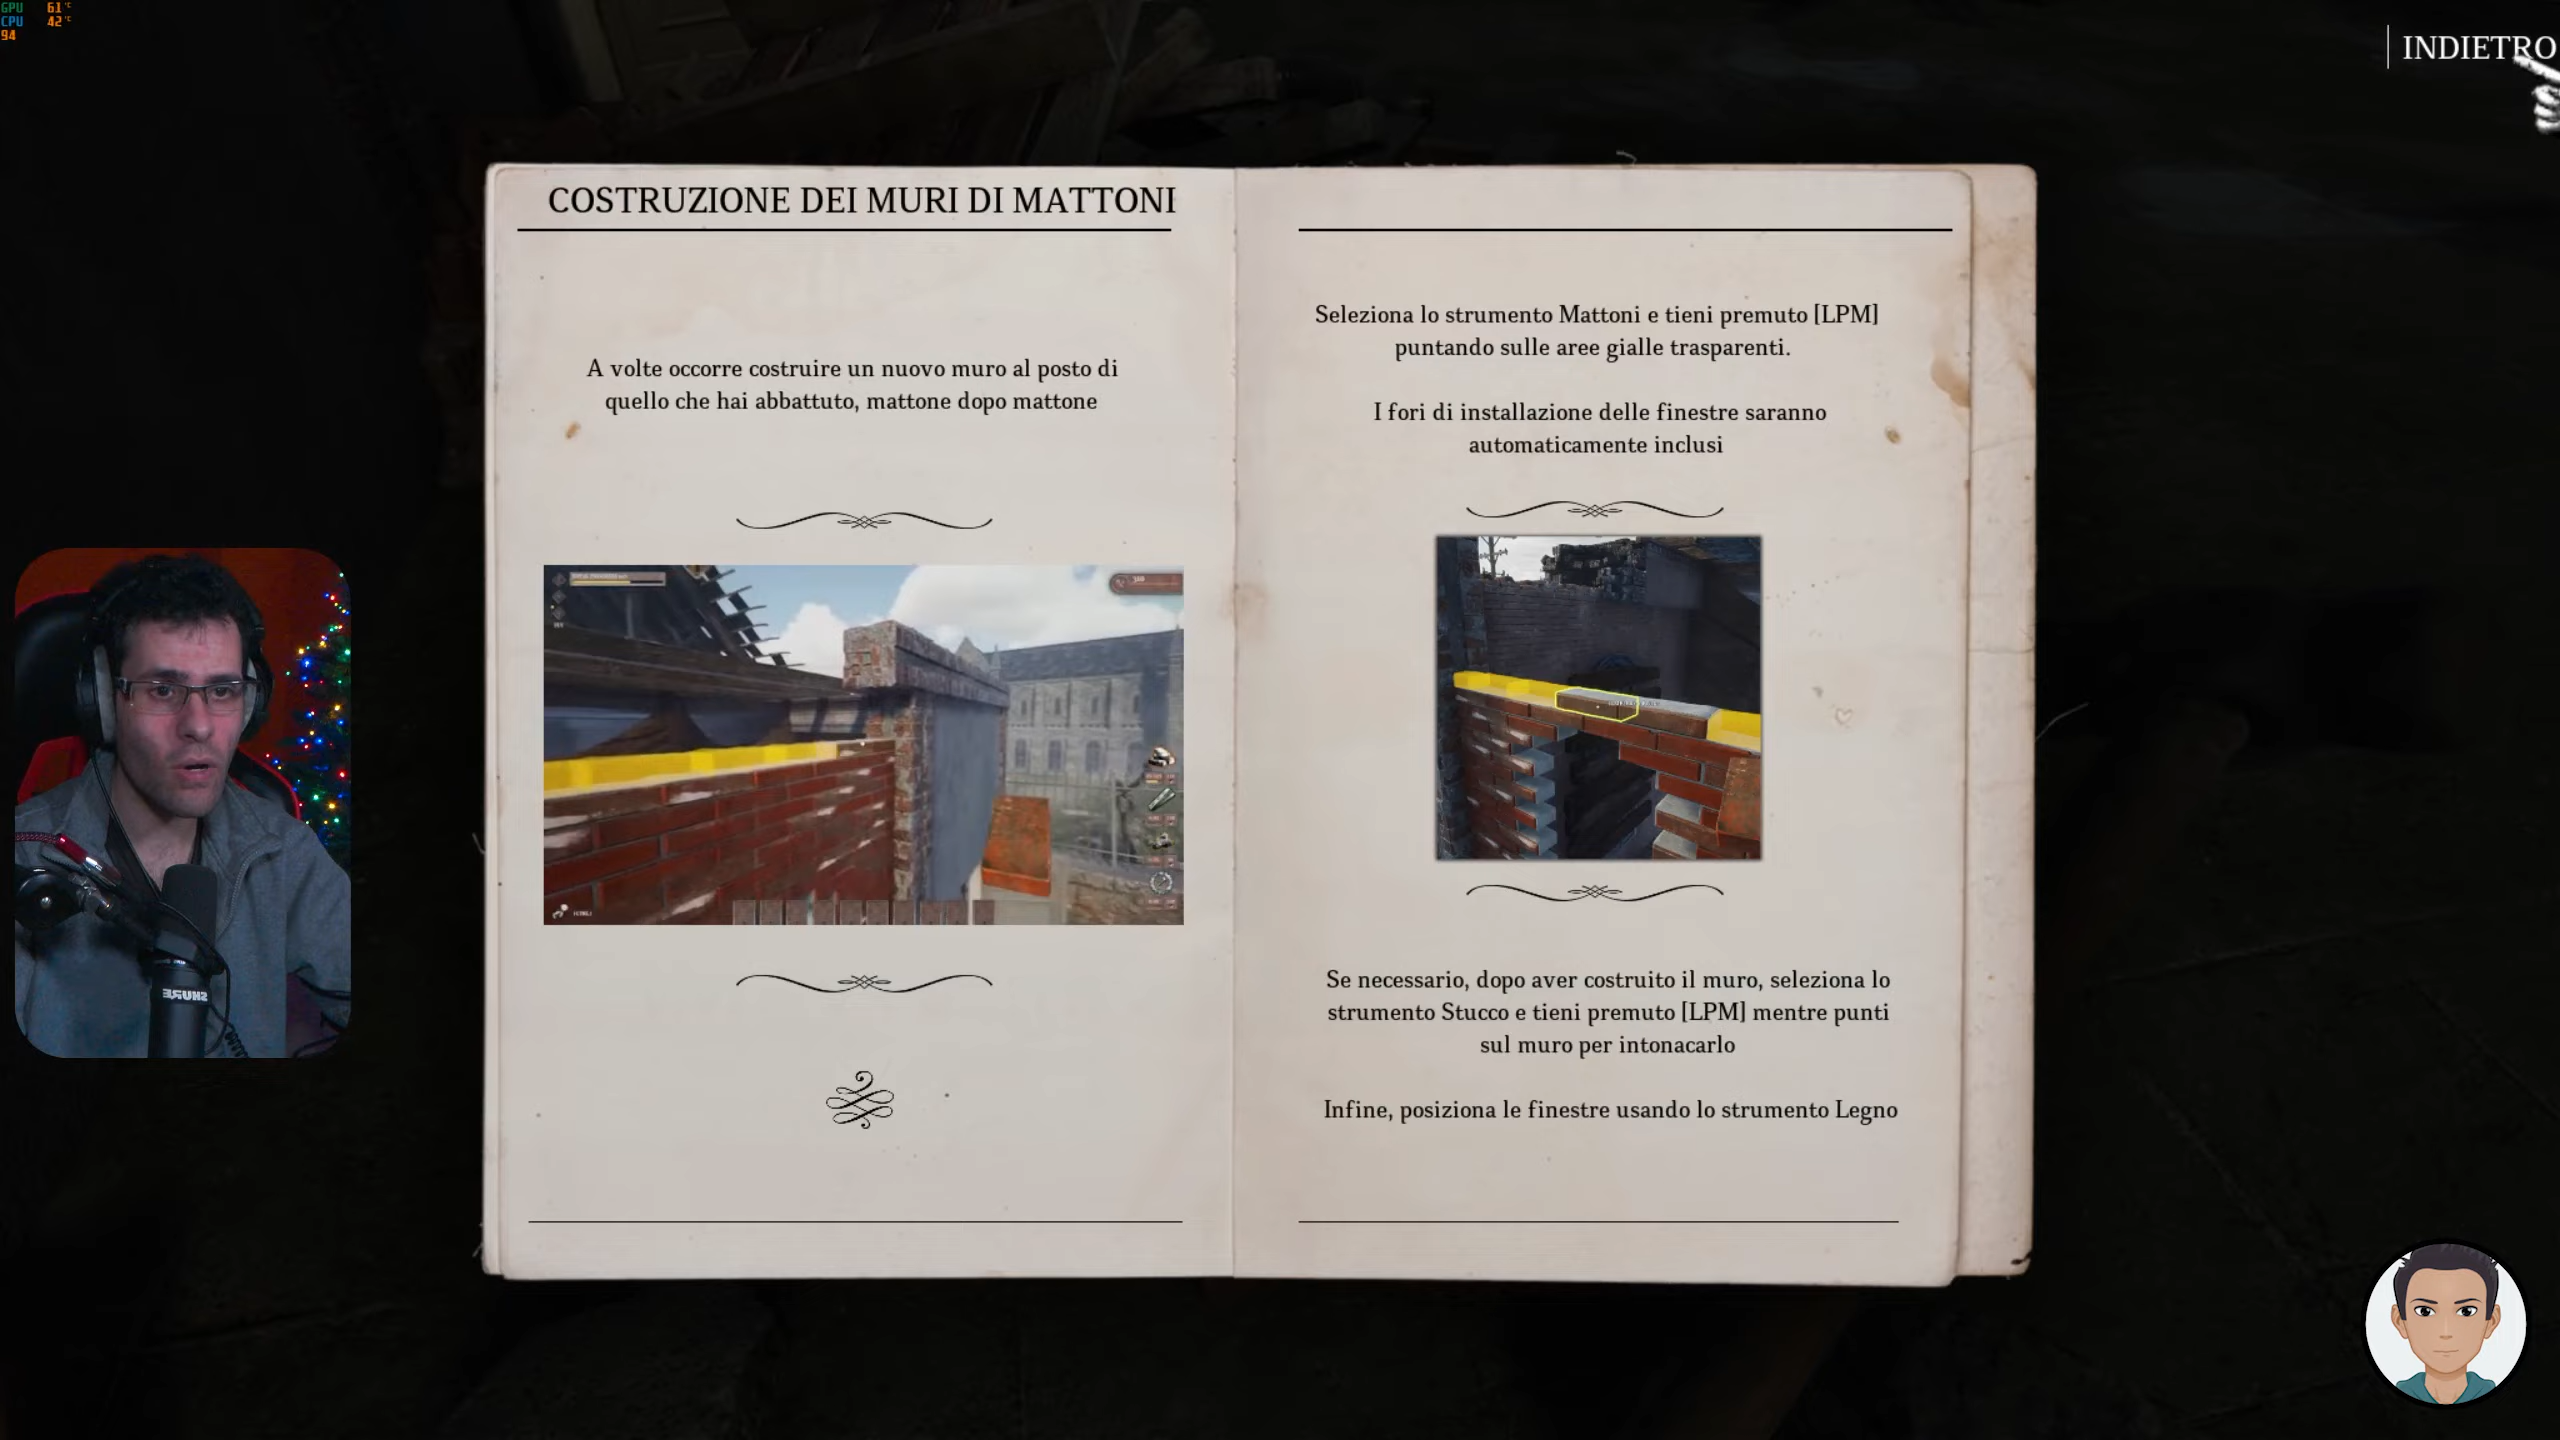 GPU 61°C
CPU 42°C
94
INDIETRO
COSTRUZIONE DEI MURI DI MATTONI
A volte occorre costruire un nuovo muro al posto di
quello che hai abbattuto, mattone dopo mattone
Seleziona lo strumento Mattoni e tieni premuto [LPM]
puntando sulle aree gialle trasparenti.
I fori di installazione delle finestre saranno
automaticamente inclusi
Se necessario, dopo aver costruito il muro, seleziona lo
strumento Stucco e tieni premuto [LPM] mentre punti
sul muro per intonacarlo
Infine, posiziona le finestre usando lo strumento Legno
SHURE